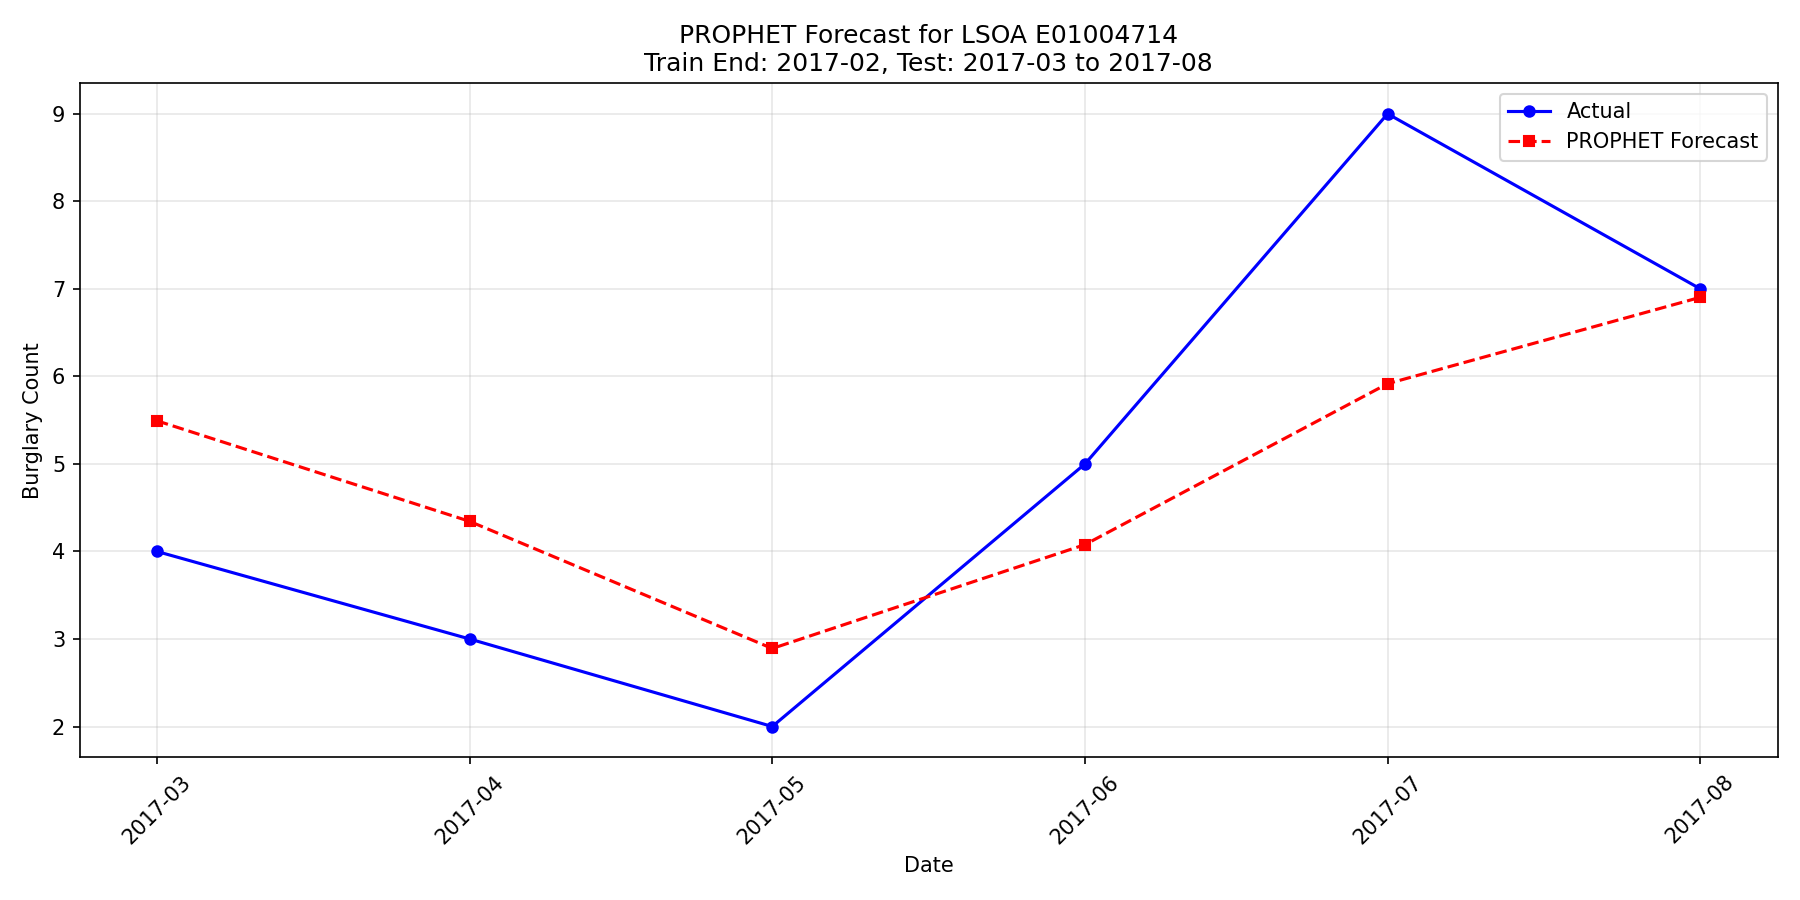 PROPHET Forecast for LSOA E01004714
Train End: 2017-02, Test: 2017-03 to 2017-08
Actual
PROPHET Forecast
Burglary Count
9
8
7
6
5
4
3
2
2017-03
2017-04
2017-05
2017-06
2017-07
2017-08
Date